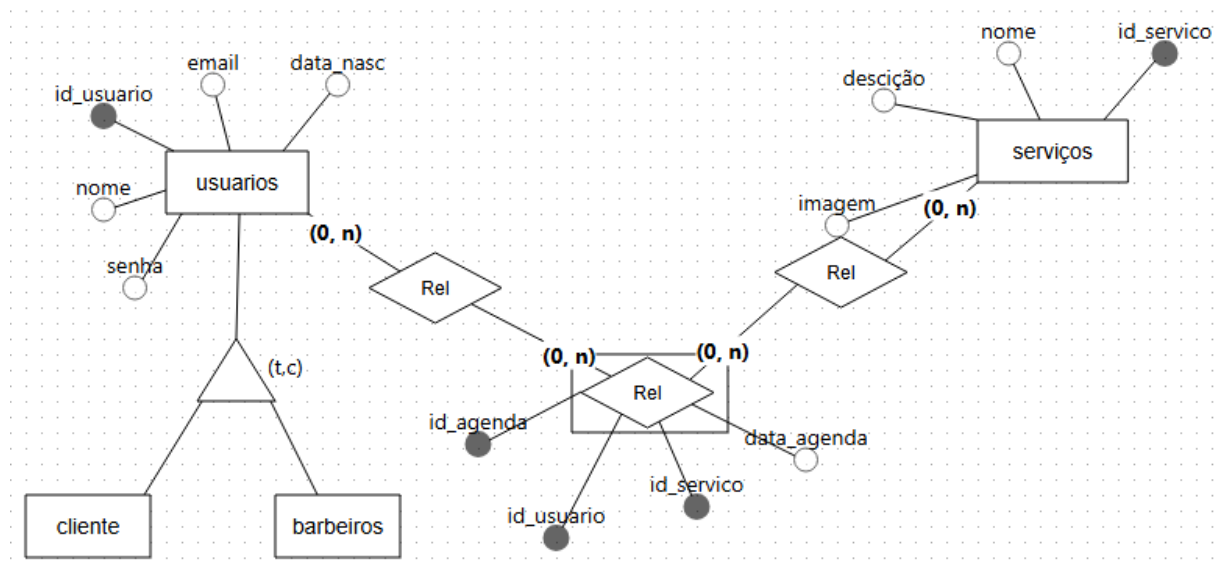 nome
id_servico
email
data_nasc
descição
id_usuario
serviços
usuarios
nome
imagem
(0, n)
(0, n)
senha
Rel
Rel
(0, n)
(0, n)
(t,c)
Rel
id_agenda
data_agenda
id_servico
id_usuario
cliente
barbeiros